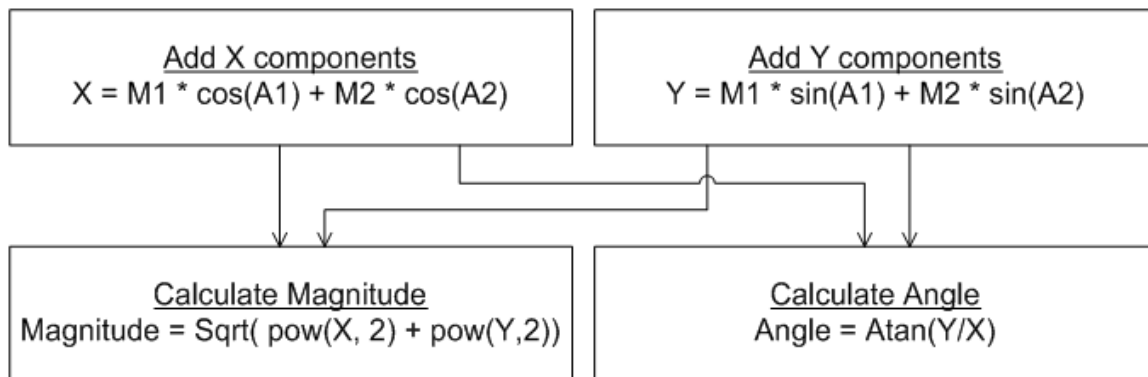 Add X components
X = M1 * cos(A1) + M2 * cos(A2)
Add Y components
Y = M1 * sin(A1) + M2 * sin(A2)
Calculate Magnitude
Magnitude = Sqrt( pow(X, 2) + pow(Y,2))
Calculate Angle
Angle = Atan(Y/X)